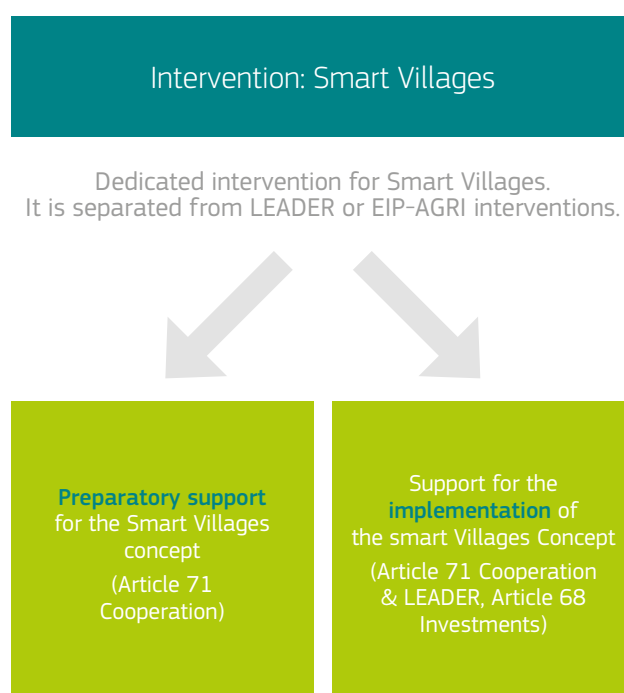 Intervention: Smart Villages
Dedicated intervention for Smart Villages.
It is separated from LEADER or EIP-AGRI interventions.
Preparatory support
for the Smart Villages
concept
(Article 71
Cooperation)
Support for the
implementation of
the smart Villages Concept
(Article 71 Cooperation
& LEADER, Article 68
Investments)